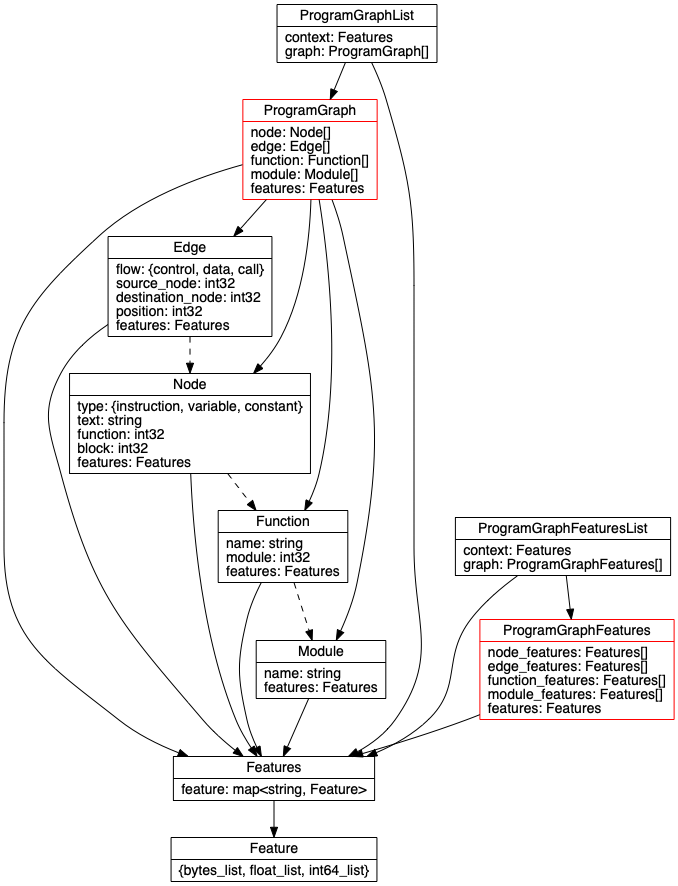 ProgramGraphList
context: Features
graph: ProgramGraph[]
ProgramGraph
node: Node[]
edge: Edge[]
function: Function[]
module: Module[]
features: Features
Edge
flow: {control, data, call}
source_node: int32
destination_node: int32
position: int32
features: Features
Node
type: {instruction, variable, constant}
text: string
function: int32
block: int32
features: Features
Function
name: string
module: int32
features: Features
ProgramGraphFeaturesList
context: Features
graph: ProgramGraphFeatures[]
Module
name: string
features: Features
ProgramGraphFeatures
node_features: Features[]
edge_features: Features[]
function_features: Features[]
module_features: Features[]
features: Features
Features
feature: map<string, Feature>
Feature
{bytes_list, float_list, int64_list}